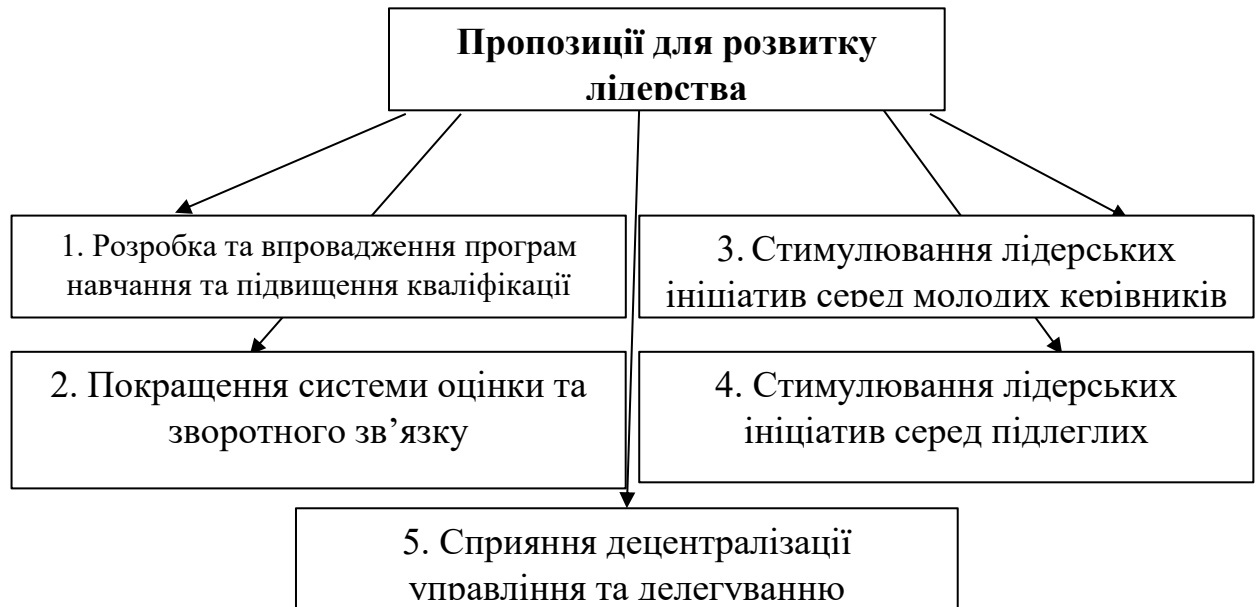 Пропозиції для розвитку
лідерства
1. Розробка та впровадження програм
навчання та підвищення кваліфікації
3. Стимулювання лідерських
ініціатив серед молодих керівників
2. Покращення системи оцінки та
зворотного зв’язку
4. Стимулювання лідерських
ініціатив серед підлеглих
5. Сприяння децентралізації
управління та делегуванню